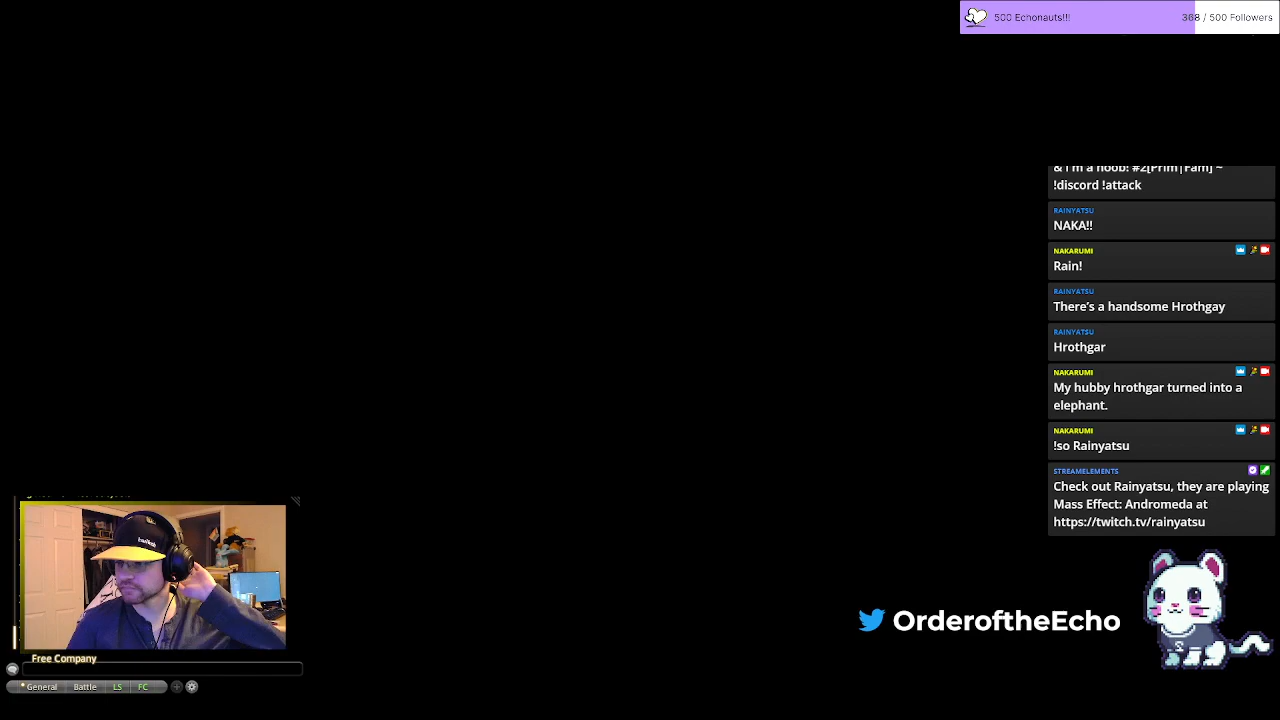 500 Echonauts!!!
368 / 500 Followers
& I'm a noob! #2[Prim|Fam] ~
!discord !attack
RAINYATSU
NAKA!!
NAKARUMI
Rain!
RAINYATSU
There's a handsome Hrothgay
RAINYATSU
Hrothgar
NAKARUMI
My hubby hrothgar turned into a
elephant.
NAKARUMI
!so Rainyatsu
STREAMELEMENTS
Check out Rainyatsu, they are playing
Mass Effect: Andromeda at
https://twitch.tv/rainyatsu
OrderoftheEcho
twitch
Free Company
General Battle LS FC